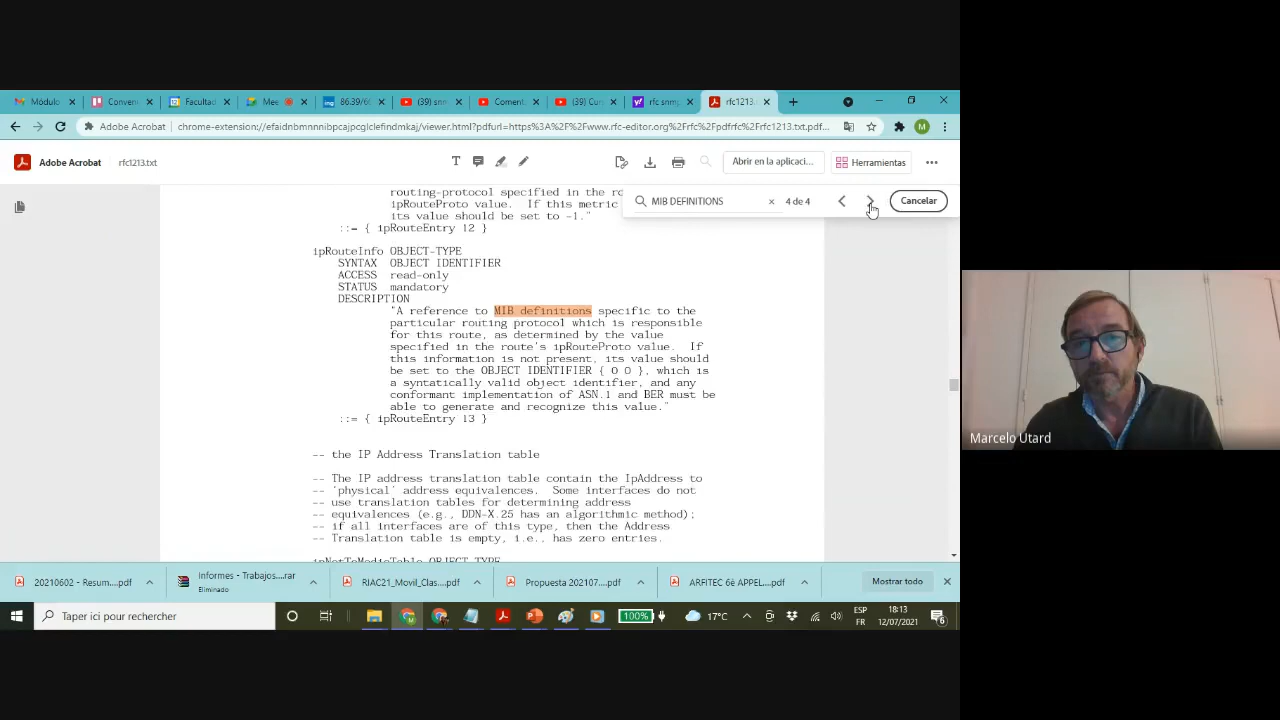 Módulo
Convenc
Facultad
Mee
86.39/66
(39) snm
Coment
(39) Cur
rfc snmp
rfc1213.t
Adobe Acrobat
chrome-extension://efaidnbmnnnibpcajpcglclefindmkaj/viewer.html?pdfurl=https%3A%2F%2Fwww.rfc-editor.org%2Frfc%2Fpdfrfc%2Frfc1213.txt.pdf...
M
Adobe Acrobat
rfc1213.txt
T
Abrir en la aplicaci...
Herramientas
MIB DEFINITIONS
4 de 4
Cancelar
routing-protocol specified in the ro
ipRouteProto value. If this metric
its value should be set to -1."
::= { ipRouteEntry 12 }
ipRouteInfo OBJECT-TYPE
SYNTAX OBJECT IDENTIFIER
ACCESS read-only
STATUS mandatory
DESCRIPTION
"A reference to MIB definitions specific to the
particular routing protocol which is responsible
for this route, as determined by the value
specified in the route's ipRouteProto value. If
this information is not present, its value should
be set to the OBJECT IDENTIFIER { 0 0 }, which is
a syntatically valid object identifier, and any
conformant implementation of ASN.1 and BER must be
able to generate and recognize this value."
::= { ipRouteEntry 13 }
-- the IP Address Translation table
-- The IP address translation table contain the IpAddress to
-- 'physical' address equivalences. Some interfaces do not
-- use translation tables for determining address
-- equivalences (e.g., DDN-X.25 has an algorithmic method);
-- if all interfaces are of this type, then the Address
-- Translation table is empty, i.e., has zero entries.
ipNetToMediaTable OBJECT-TYPE
Marcelo Utard
20210602 - Resum....pdf
Informes - Trabajos....rar
Eliminado
RIAC21_Movil_Clas....pdf
Propuesta 202107....pdf
ARFITEC 6è APPEL....pdf
Mostrar todo
Taper ici pour rechercher
100%
17°C
ESP
FR
18:13
12/07/2021
6